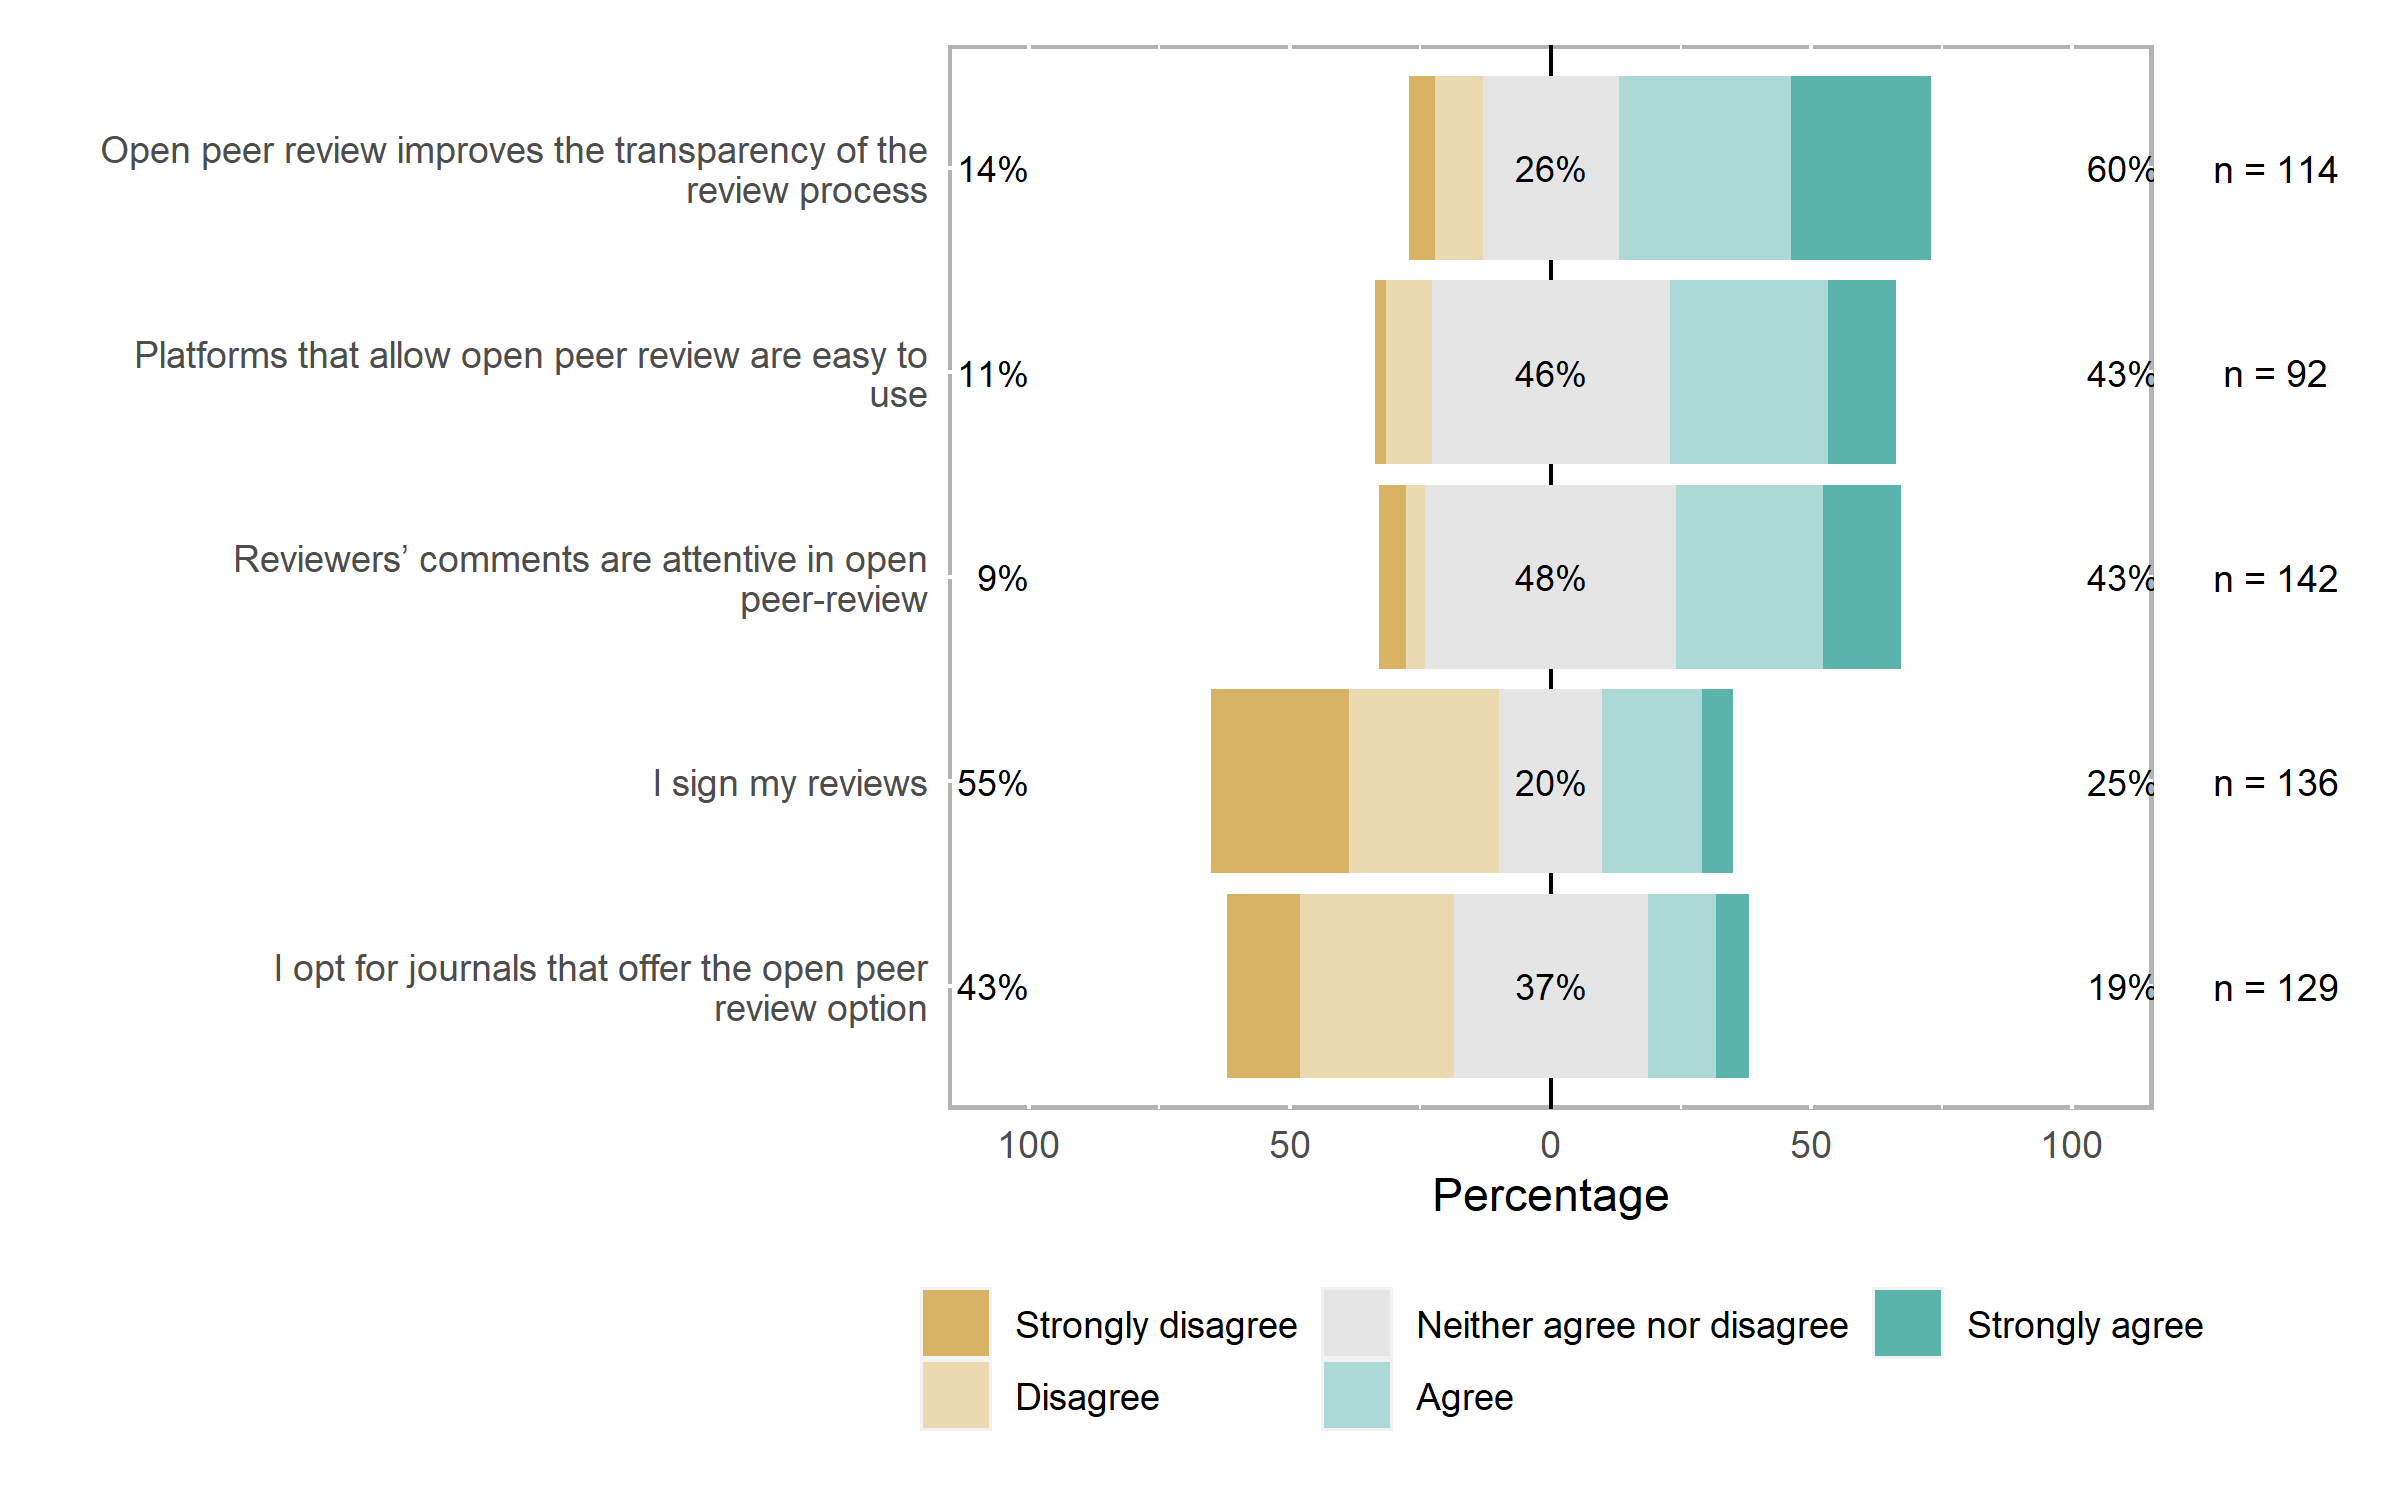 Open peer review improves the transparency of the
review process
14%
26%
60%
n = 114
Platforms that allow open peer review are easy to
use
11%
46%
43%
n = 92
Reviewers’ comments are attentive in open
peer-review
9%
48%
43%
n = 142
I sign my reviews
55%
20%
25%
n = 136
I opt for journals that offer the open peer
review option
43%
37%
19%
n = 129
100 50 0 50 100
Percentage
Strongly disagree
Neither agree nor disagree
Strongly agree
Disagree
Agree